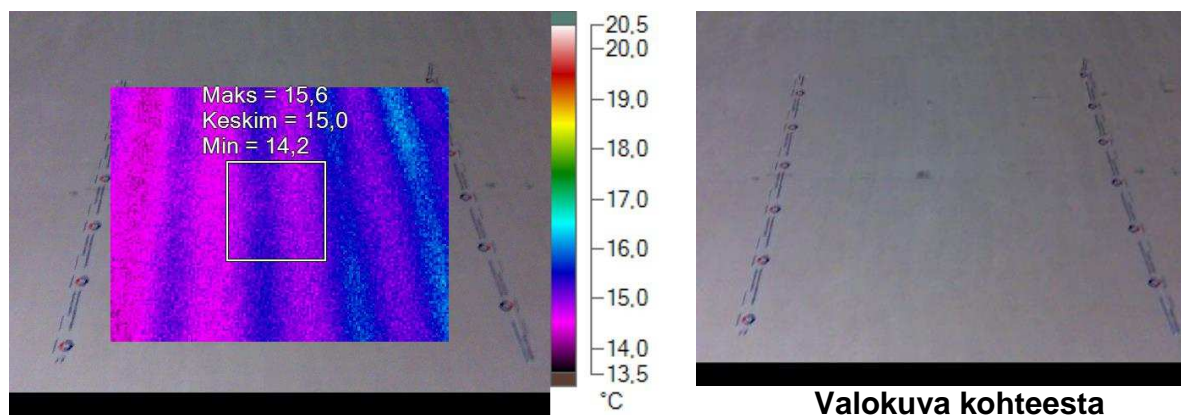 Maks = 15,6
Keskim = 15,0
Min = 14,2
20,5
20,0
19,0
18,0
17,0
16,0
15,0
14,0
13,5
°C
Valokuva kohteesta